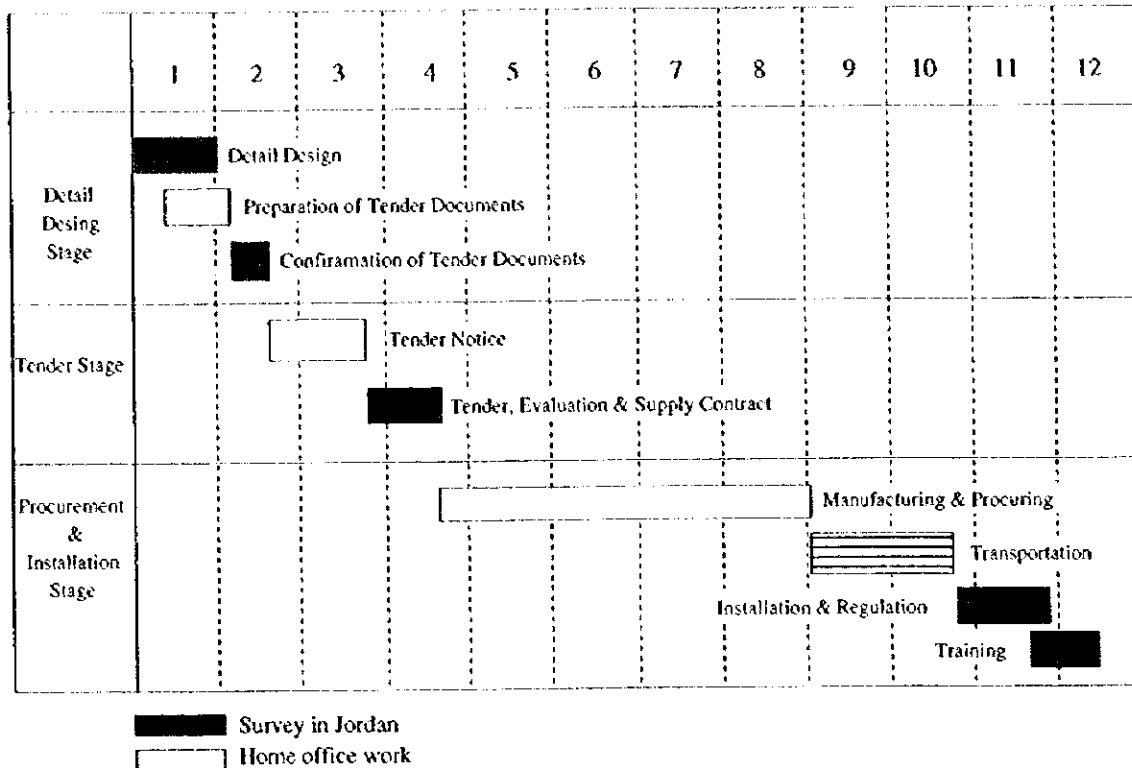 1 2 3 4 5 6 7 8 9 10 11 12
Detail
Desing
Stage
Detail Design
Preparation of Tender Documents
Confiramation of Tender Documents
Tender Stage
Tender Notice
Tender, Evaluation & Supply Contract
Procurement
&
Installation
Stage
Manufacturing & Procuring
Transportation
Installation & Regulation
Training
Survey in Jordan
Home office work